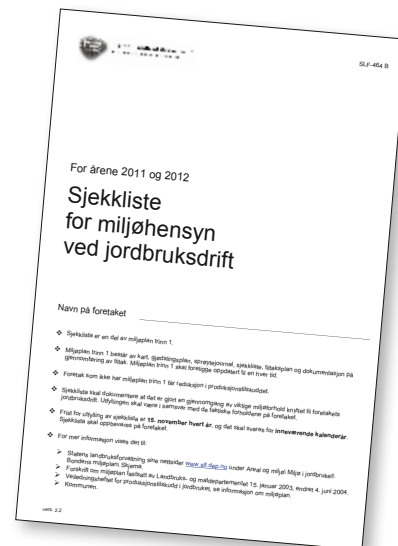 SLF-464 B
For årene 2011 og 2012
Sjekkliste
for miljøhensyn
ved jordbruksdrift
Navn på foretaket
❖ Sjekkliste er en del av miljøplan trinn 1.
❖ Miljøplan trinn 1 består av kart, gjødslingsplan, sprøytejournal, sjekkliste, tiltaksplan og dokumentasjon på
gjennomføring av tiltak. Miljøplan trinn 1 skal foreligge oppdatert til en hver tid.
❖ Foretak som ikke har miljøplan trinn 1 får reduksjon i produksjonstilskuddet.
❖ Sjekkliste skal dokumentere at det er gjort en gjennomgang av viktige miljøforhold knyttet til foretakets
jordbruksdrift. Utfyllingen skal være i samsvar med de faktiske forholdene på foretaket.
❖ Frist for utfylling av sjekklista er 15. november hvert år, og det skal svares for inneværende kalenderår.
Sjekkliste skal oppbevares på foretaket.
❖ For mer informasjon vises det til:
➢ Statens landbruksforvaltning sine nettsider www.slf.dep.no under Areal og miljø Miljø i jordbruket.
Bondens miljøplan Skjema.
➢ Forskrift om miljøplan fastsatt av Landbruks- og matdepartementet 15. januar 2003, endret 4. juni 2004.
➢ Veiledningsheftet for produksjonstilskudd i jordbruket, se informasjon om miljøplan.
➢ Kommunen.
vers. 2.2